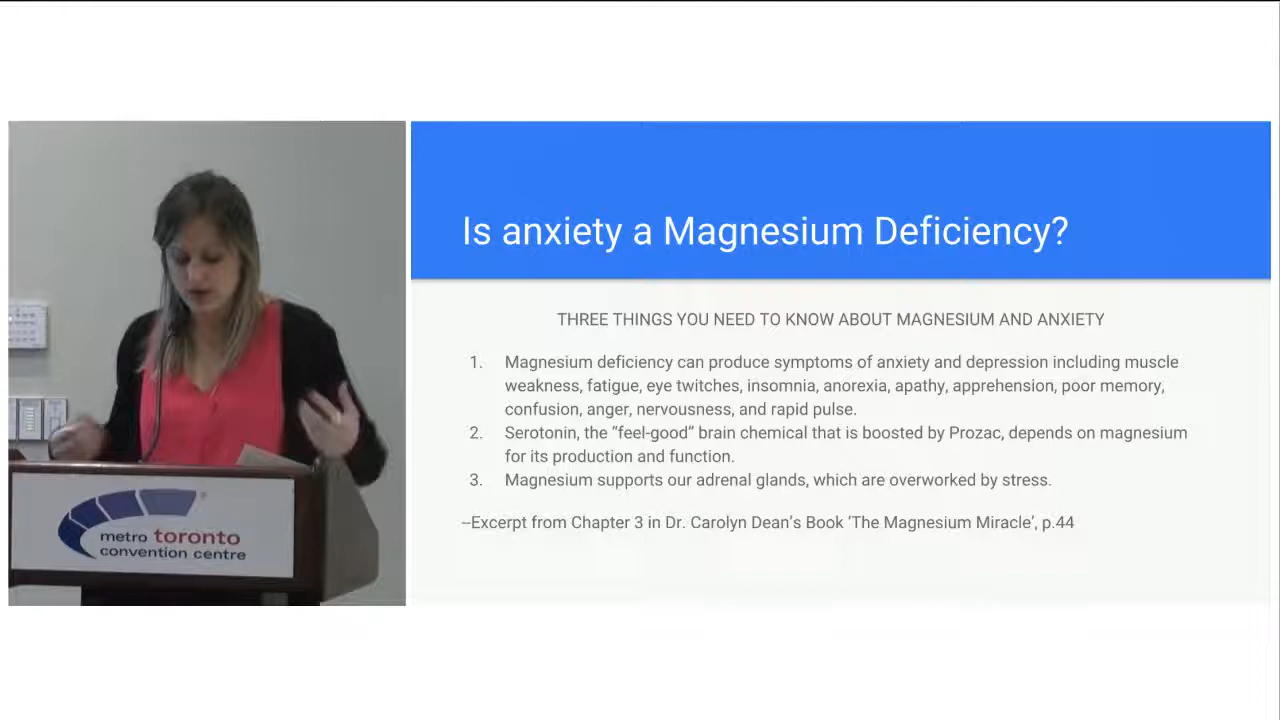 Is anxiety a Magnesium Deficiency?
THREE THINGS YOU NEED TO KNOW ABOUT MAGNESIUM AND ANXIETY
1. Magnesium deficiency can produce symptoms of anxiety and depression including muscle
weakness, fatigue, eye twitches, insomnia, anorexia, apathy, apprehension, poor memory,
confusion, anger, nervousness, and rapid pulse.
2. Serotonin, the “feel-good” brain chemical that is boosted by Prozac, depends on magnesium
for its production and function.
3. Magnesium supports our adrenal glands, which are overworked by stress.
--Excerpt from Chapter 3 in Dr. Carolyn Dean’s Book ‘The Magnesium Miracle’, p.44
metro toronto
convention centre